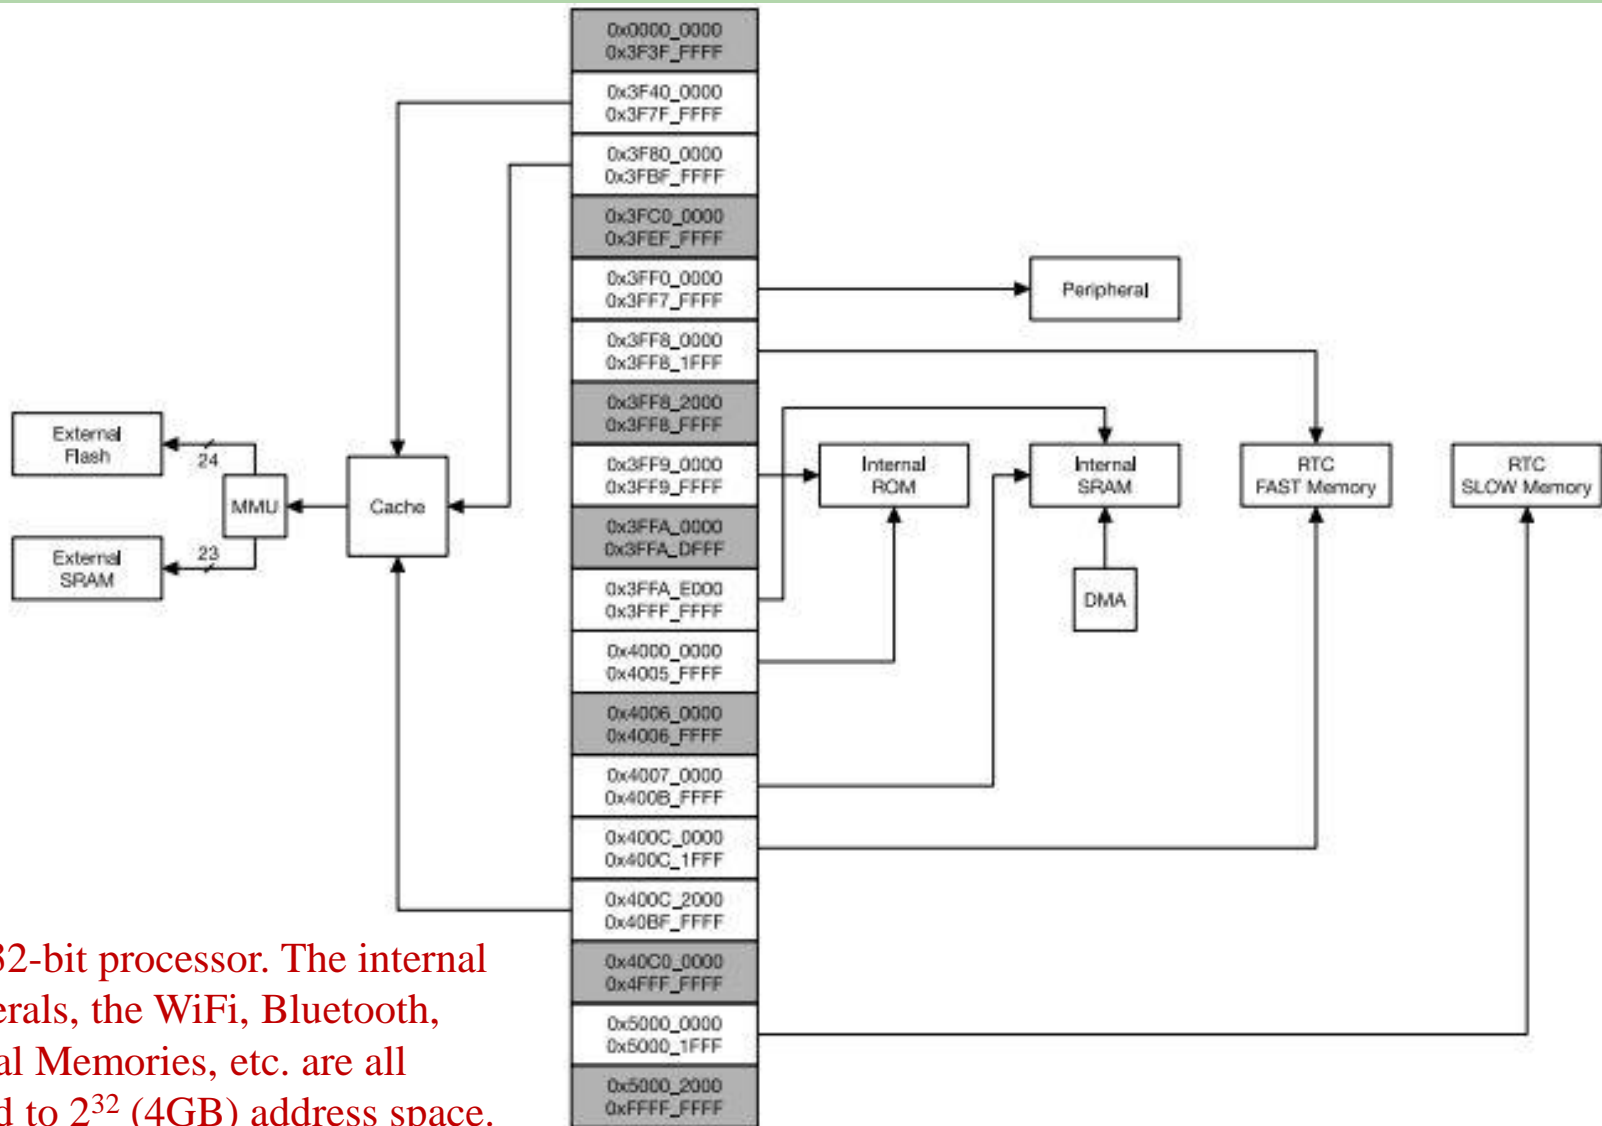 0x0000_0000
0x3F3F_FFFF
0x3F40_0000
0x3F7F_FFFF
0x3F80_0000
0x3FBF_FFFF
0x3FC0_0000
0x3FEF_FFFF
0x3FF0_0000
0x3FF7_FFFF
0x3FF8_0000
0x3FF8_1FFF
0x3FF8_2000
0x3FF8_FFFF
0x3FF9_0000
0x3FF9_FFFF
0x3FFA_0000
0x3FFA_DFFF
0x3FFA_E000
0x3FFF_FFFF
0x4000_0000
0x4005_FFFF
0x4006_0000
0x4006_FFFF
0x4007_0000
0x400B_FFFF
0x400C_0000
0x400C_1FFF
0x400C_2000
0x40BF_FFFF
0x40C0_0000
0x4FFF_FFFF
0x5000_0000
0x5000_1FFF
0x5000_2000
0xFFFF_FFFF
External
Flash
24
MMU
Cache
External
SRAM
23
Peripheral
Internal
ROM
Internal
SRAM
RTC
FAST Memory
RTC
SLOW Memory
DMA
32-bit processor. The internal
erals, the WiFi, Bluetooth,
al Memories, etc. are all
d to 2³² (4GB) address space.